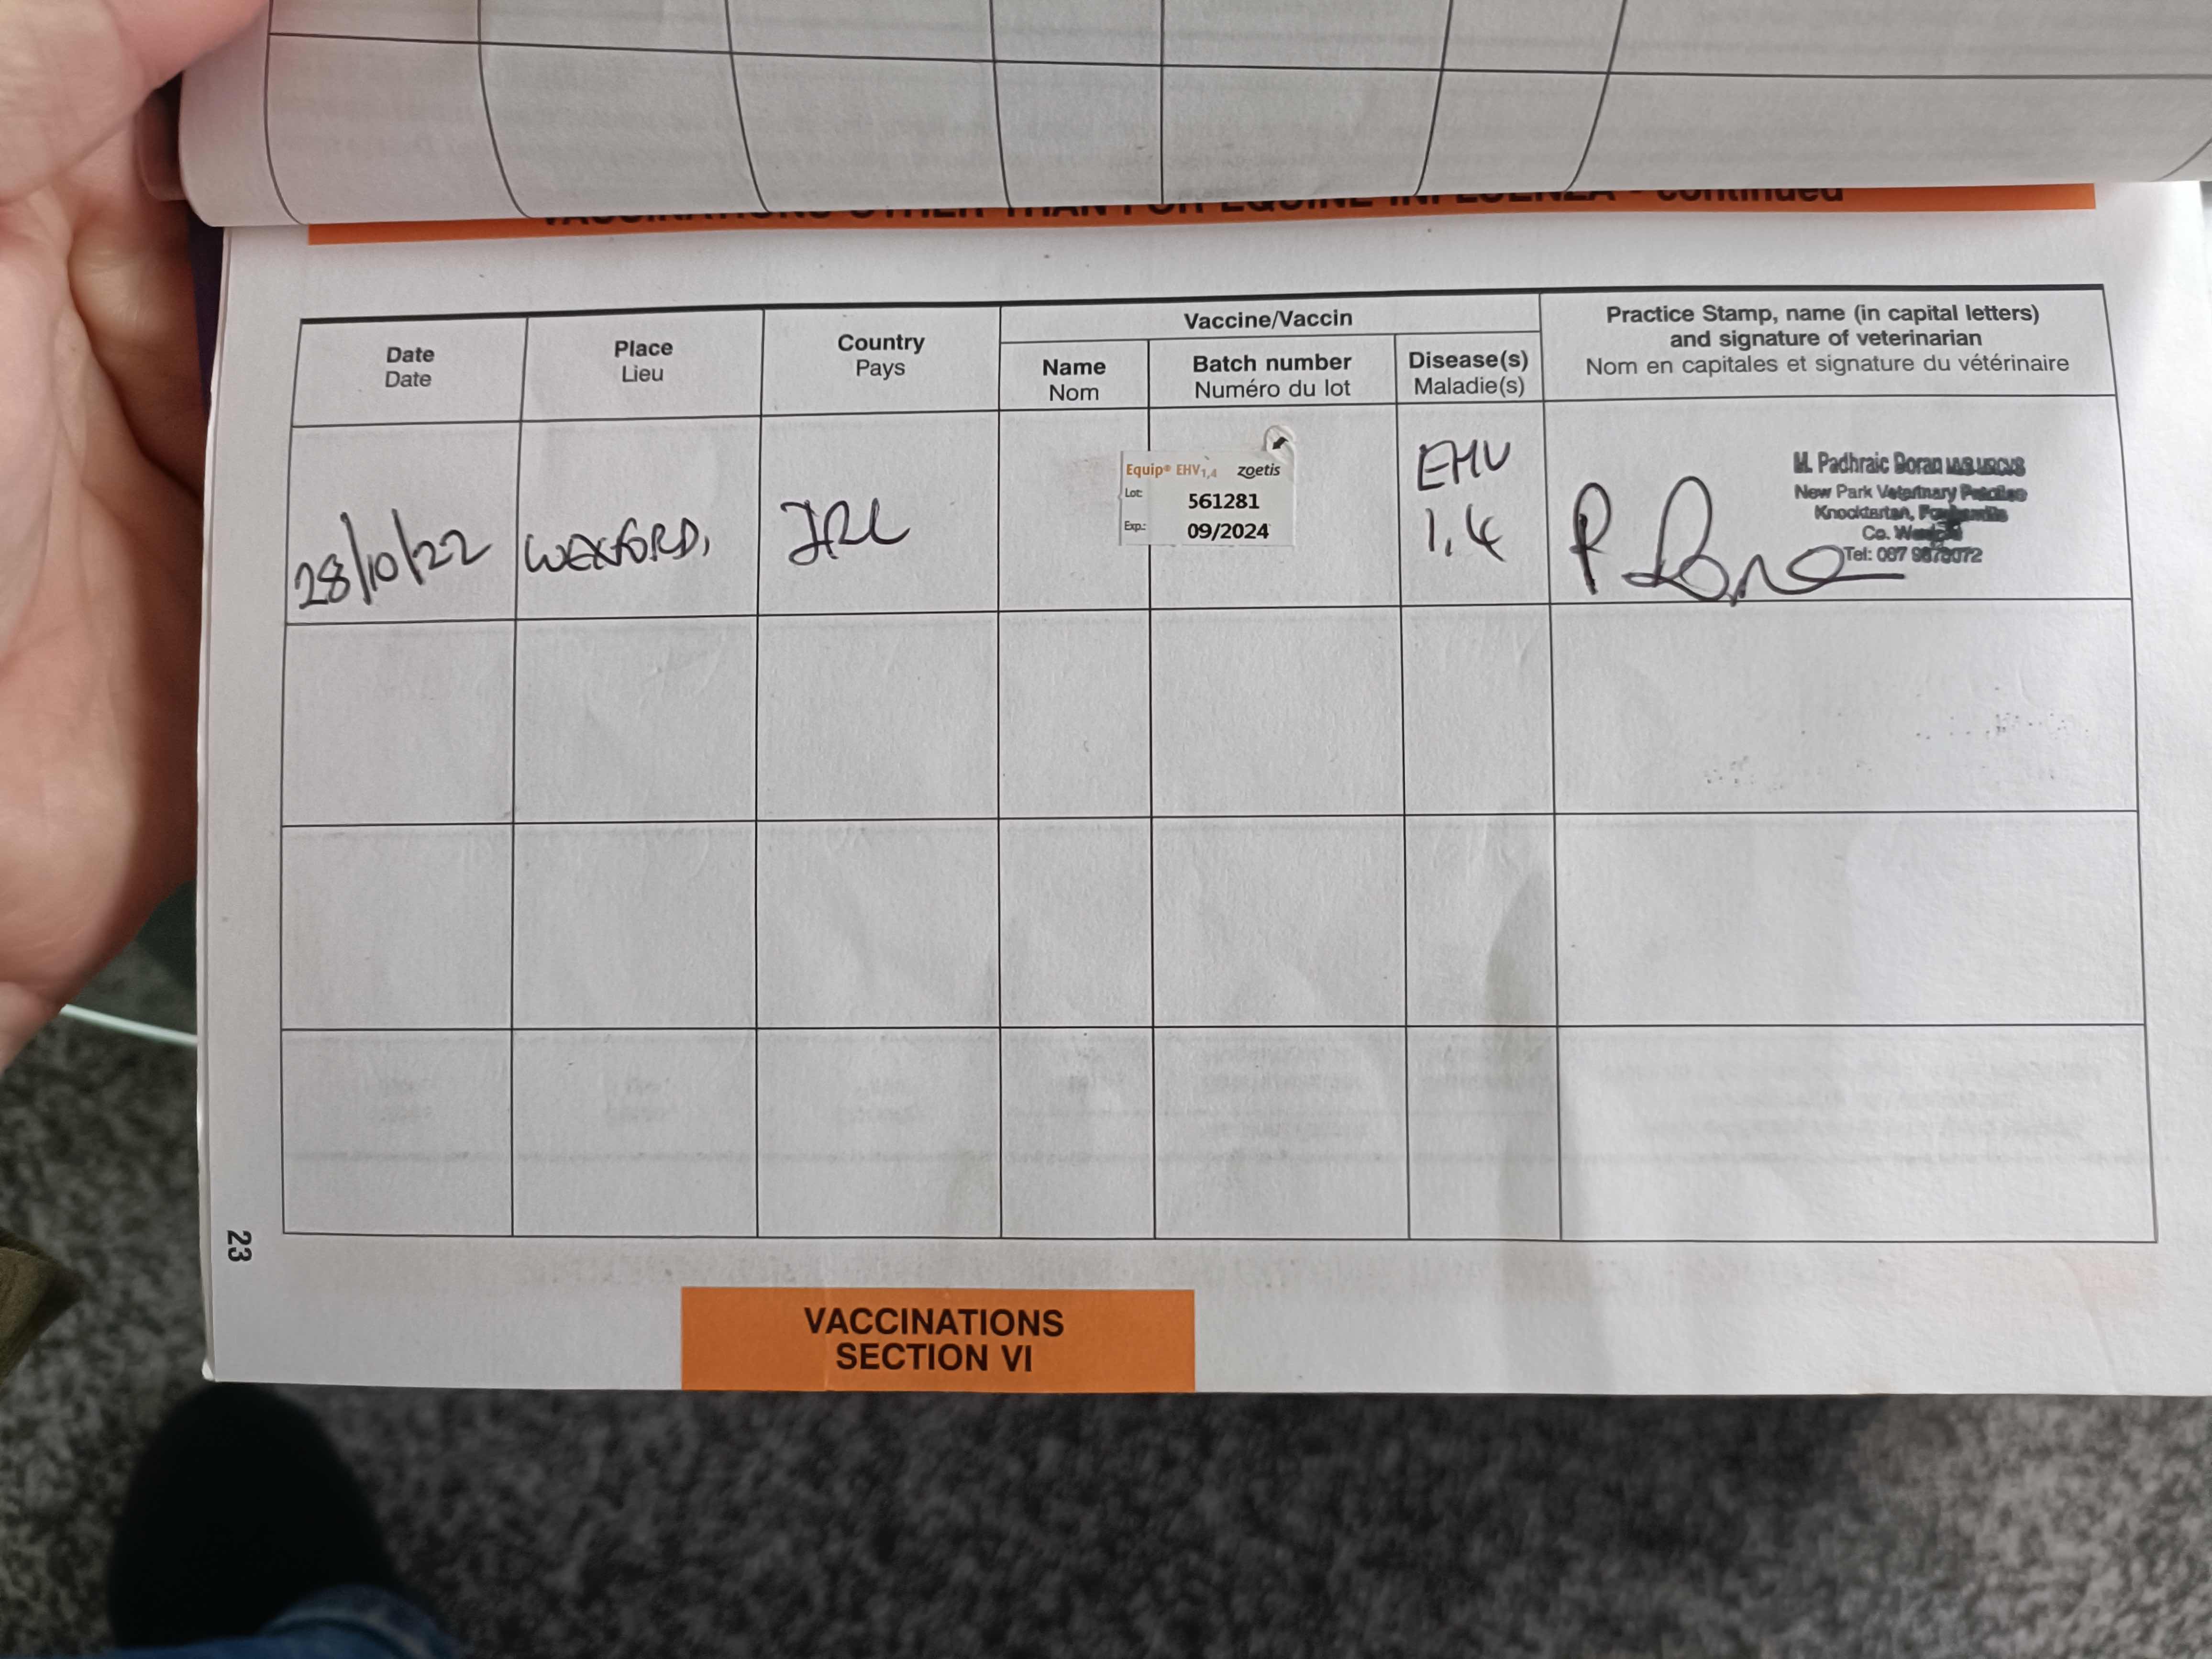 VACCINATIONS OTHER THAN FOR EQUINE INFLUENZA - continued
Date
Date
Place
Lieu
Country
Pays
Vaccine/Vaccin
Name
Nom
Batch number
Numéro du lot
Disease(s)
Maladie(s)
Practice Stamp, name (in capital letters)
and signature of veterinarian
Nom en capitales et signature du vétérinaire
28/10/22
WEXFORD,
IRL
Equip® EHV1,4 zoetis
Lot: 561281
Exp.: 09/2024
EHV
1,4
P Doran
M. Padhraic Doran
New Park Veterinary
Knocktartan,
Co.
Tel: 087
23
VACCINATIONS
SECTION VI